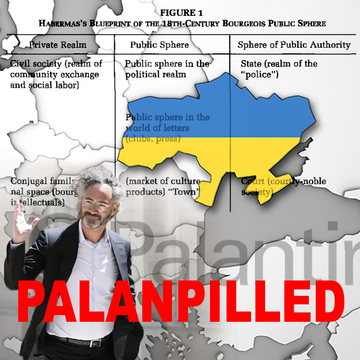 FIGURE 1
HABERMAS'S BLUEPRINT OF THE 18TH-CENTURY BOURGEOIS PUBLIC SPHERE
Private Realm Public Sphere Sphere of Public Authority
Civil society (realm of Public sphere in the State (realm of the
community exchange political realm "police")
and social labor)
Public sphere in the
world of letters
(clubs, press)
Conjugal family (market of culture Court (courtly-noble
nal space (bour products) "Town" society)
intellectuals)
Palantir
PALANPILLED